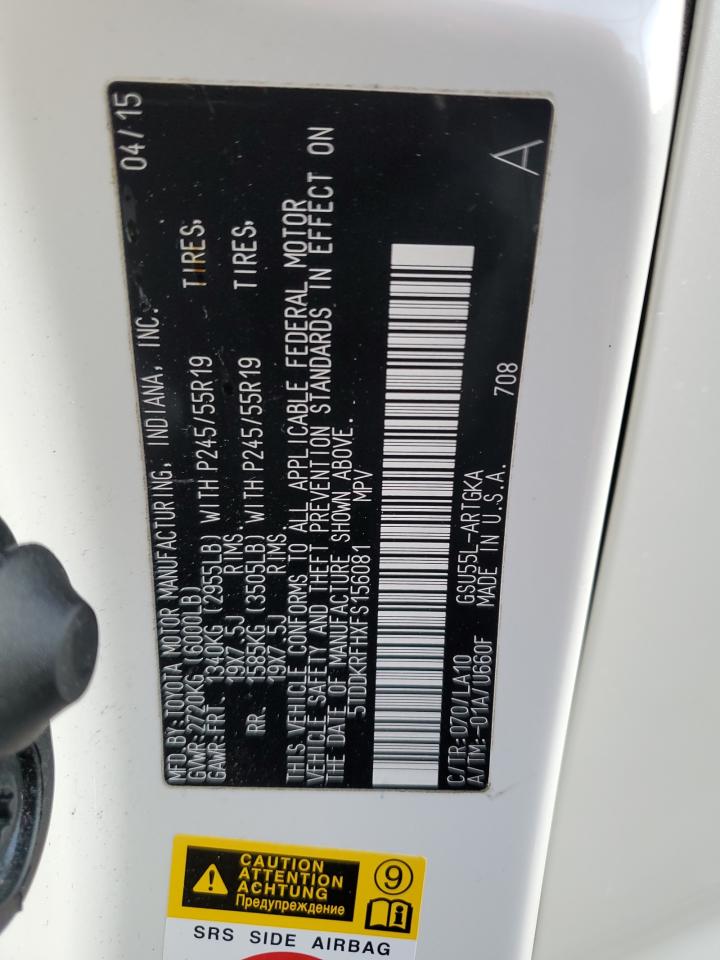 MFD. BY: TOYOTA MOTOR MANUFACTURING, INDIANA, INC. 04/15
GVWR: 2720KG (6000LB)
GAWR: FRT. 1340KG (2955LB) WITH P245/55R19 TIRES,
19X7.5J RIMS
RR. 1585KG (3505LB) WITH P245/55R19 TIRES,
19X7.5J RIMS
THIS VEHICLE CONFORMS TO ALL APPLICABLE FEDERAL MOTOR
VEHICLE SAFETY AND THEFT PREVENTION STANDARDS IN EFFECT ON
THE DATE OF MANUFACTURE SHOWN ABOVE.
5TDDKRFHXFS156081 MPV
C/TR: 070/LA10 GSU55L-ARTGKA 708
A/TM: -01A/U660F MADE IN U.S.A.
A
CAUTION
ATTENTION
ACHTUNG
Предупреждение
9
SRS SIDE AIRBAG